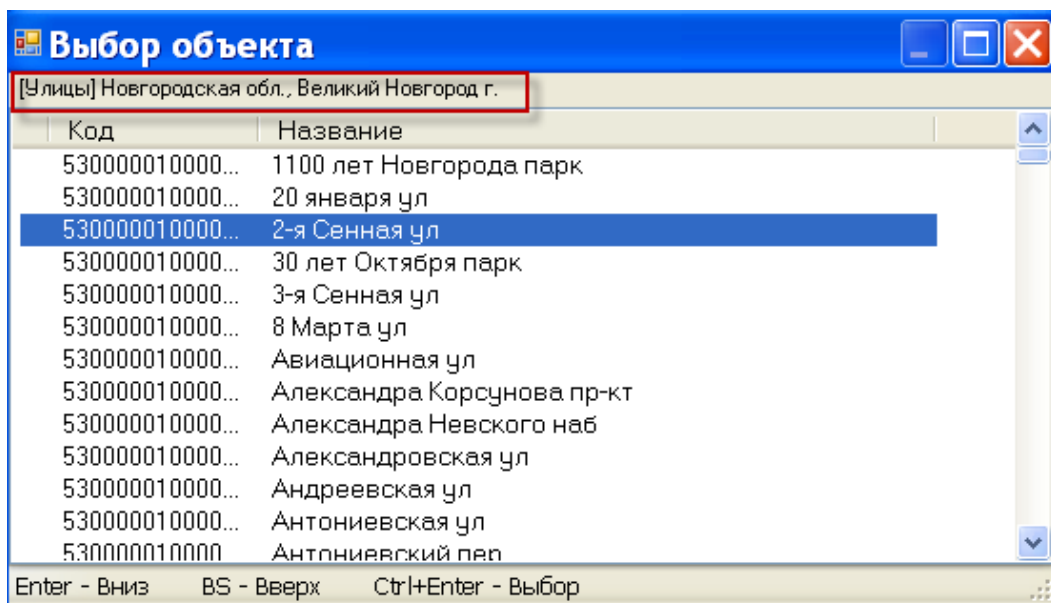 Выбор объекта
[Улицы] Новгородская обл., Великий Новгород г.
Код Название
530000010000... 1100 лет Новгорода парк
530000010000... 20 января ул
530000010000... 2-я Сенная ул
530000010000... 30 лет Октября парк
530000010000... 3-я Сенная ул
530000010000... 8 Марта ул
530000010000... Авиационная ул
530000010000... Александра Корсунова пр-кт
530000010000... Александра Невского наб
530000010000... Александровская ул
530000010000... Андреевская ул
530000010000... Антониевская ул
530000010000... Антониевский пер
Enter - Вниз BS - Вверх Ctrl+Enter - Выбор